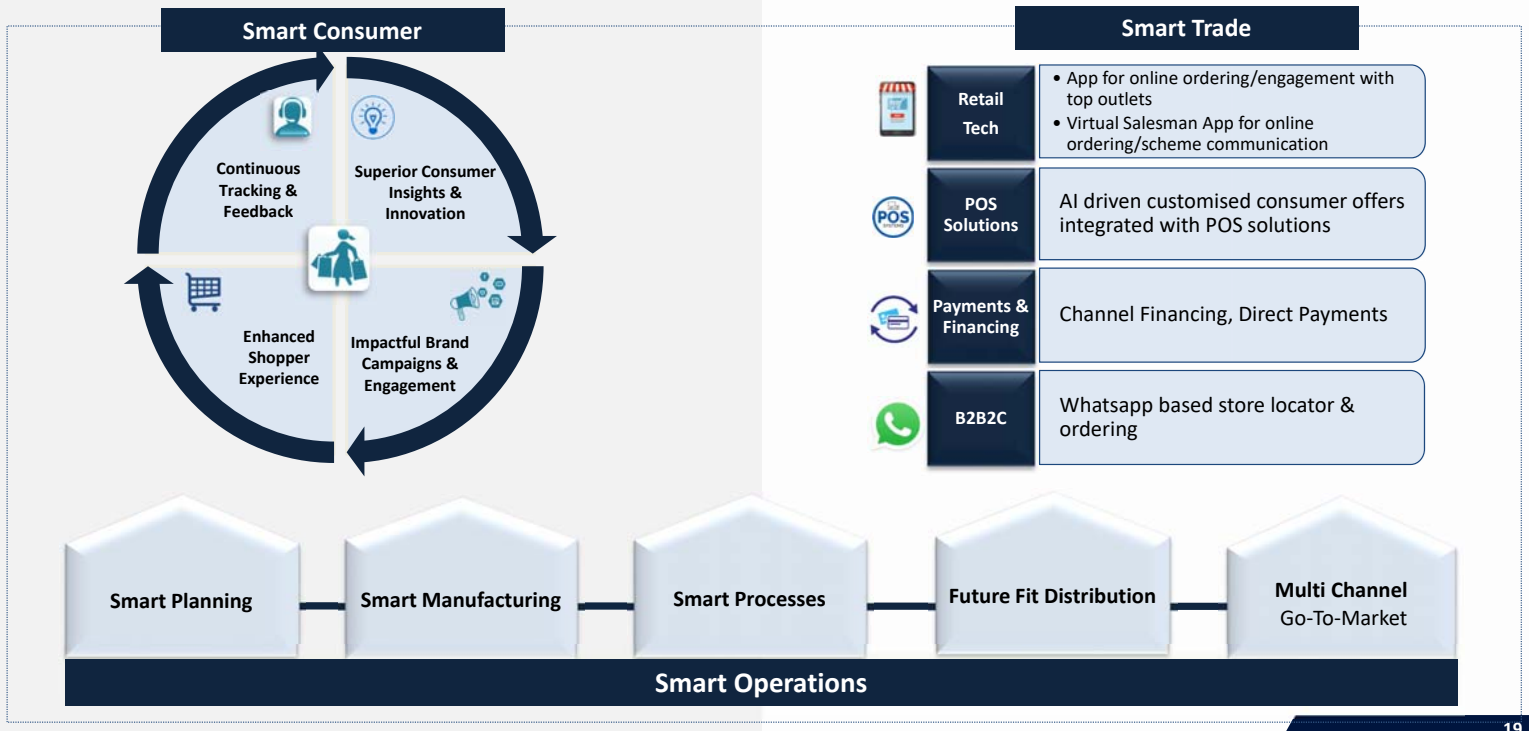 Smart Consumer
Continuous
Tracking &
Feedback
Superior Consumer
Insights &
Innovation
Enhanced
Shopper
Experience
Impactful Brand
Campaigns &
Engagement
Smart Trade
Retail
Tech
• App for online ordering/engagement with
top outlets
• Virtual Salesman App for online
ordering/scheme communication
POS
POS
Solutions
AI driven customised consumer offers
integrated with POS solutions
Payments &
Financing
Channel Financing, Direct Payments
B2B2C
Whatsapp based store locator &
ordering
Smart Planning
Smart Manufacturing
Smart Processes
Future Fit Distribution
Multi Channel
Go-To-Market
Smart Operations
19